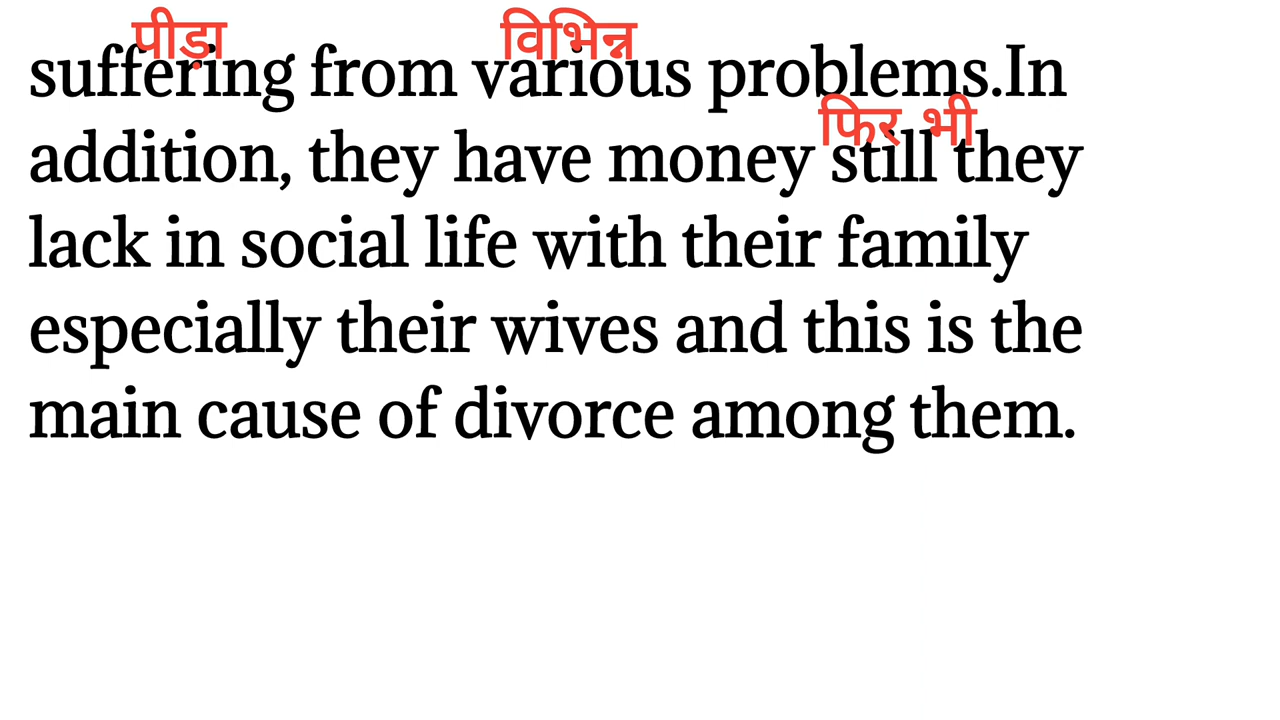 पीड़ा विभिन्न
suffering from various problems.In
फिर भी
addition, they have money still they
lack in social life with their family
especially their wives and this is the
main cause of divorce among them.